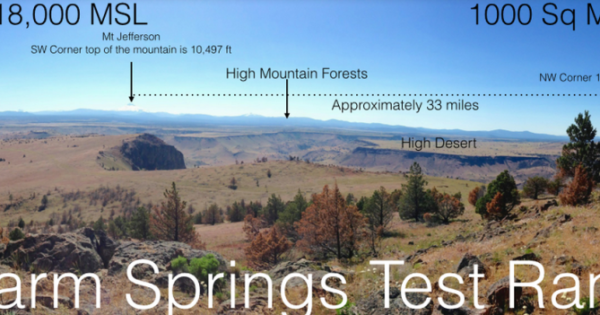 18,000 MSL
1000 Sq M
Mt Jefferson
SW Corner top of the mountain is 10,497 ft
High Mountain Forests
NW Corner 1
Approximately 33 miles
High Desert
arm Springs Test Ran